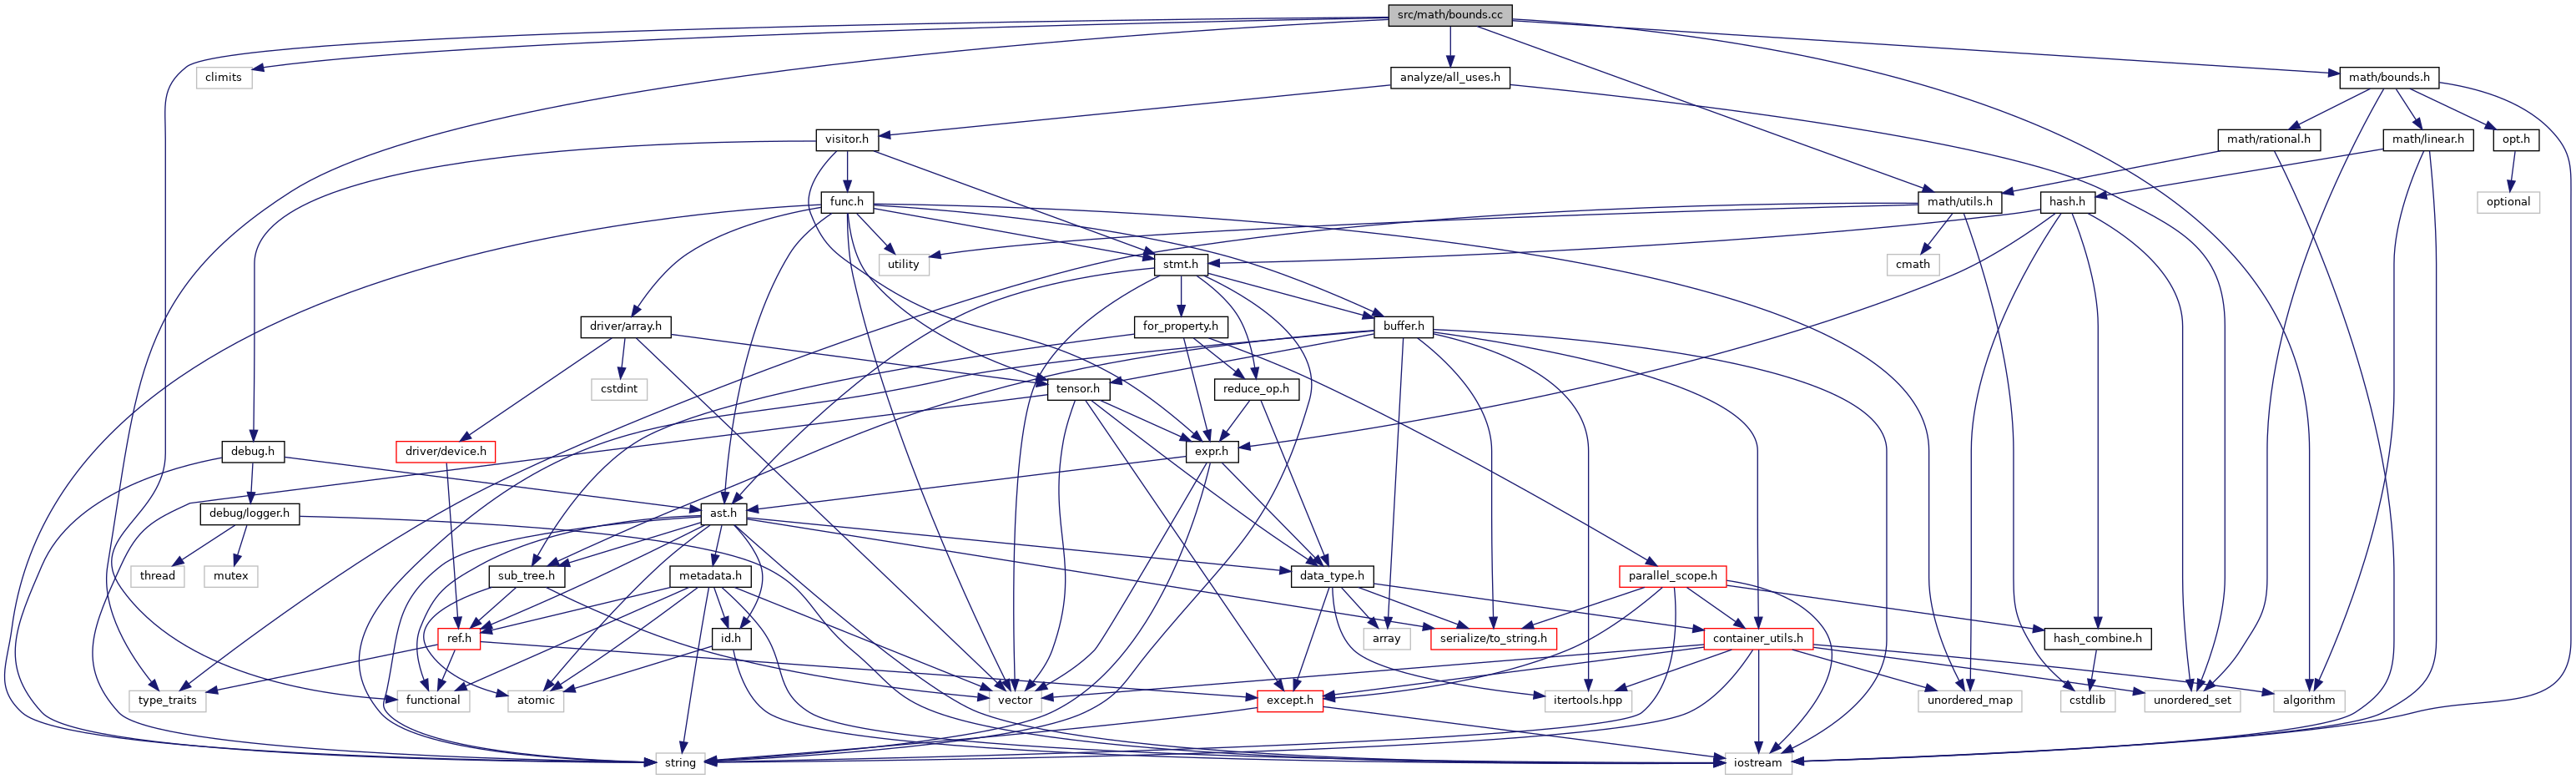 src/math/bounds.cc
climits
analyze/all_uses.h
math/bounds.h
visitor.h
math/rational.h
math/linear.h
opt.h
func.h
math/utils.h
hash.h
optional
utility
stmt.h
cmath
driver/array.h
for_property.h
buffer.h
cstdint
tensor.h
reduce_op.h
debug.h
driver/device.h
expr.h
debug/logger.h
ast.h
thread
mutex
sub_tree.h
metadata.h
data_type.h
parallel_scope.h
ref.h
id.h
array
serialize/to_string.h
container_utils.h
hash_combine.h
type_traits
functional
atomic
vector
except.h
itertools.hpp
unordered_map
cstdlib
unordered_set
algorithm
string
iostream